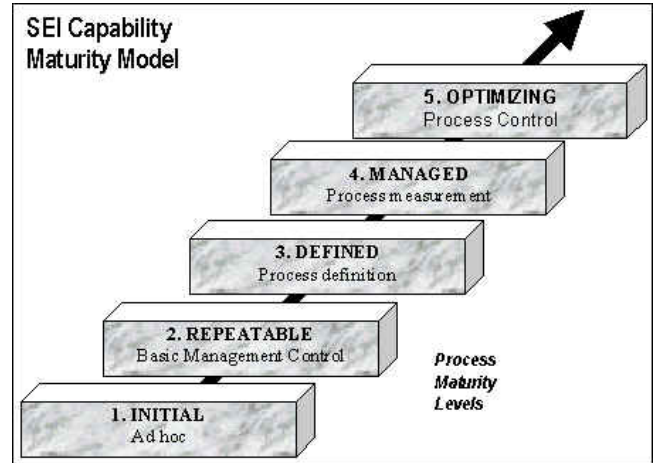 SEI Capability
Maturity Model
5. OPTIMIZING
Process Control
4. MANAGED
Process measurement
3. DEFINED
Process definition
2. REPEATABLE
Basic Management Control
1. INITIAL
Ad hoc
Process
Maturity
Levels